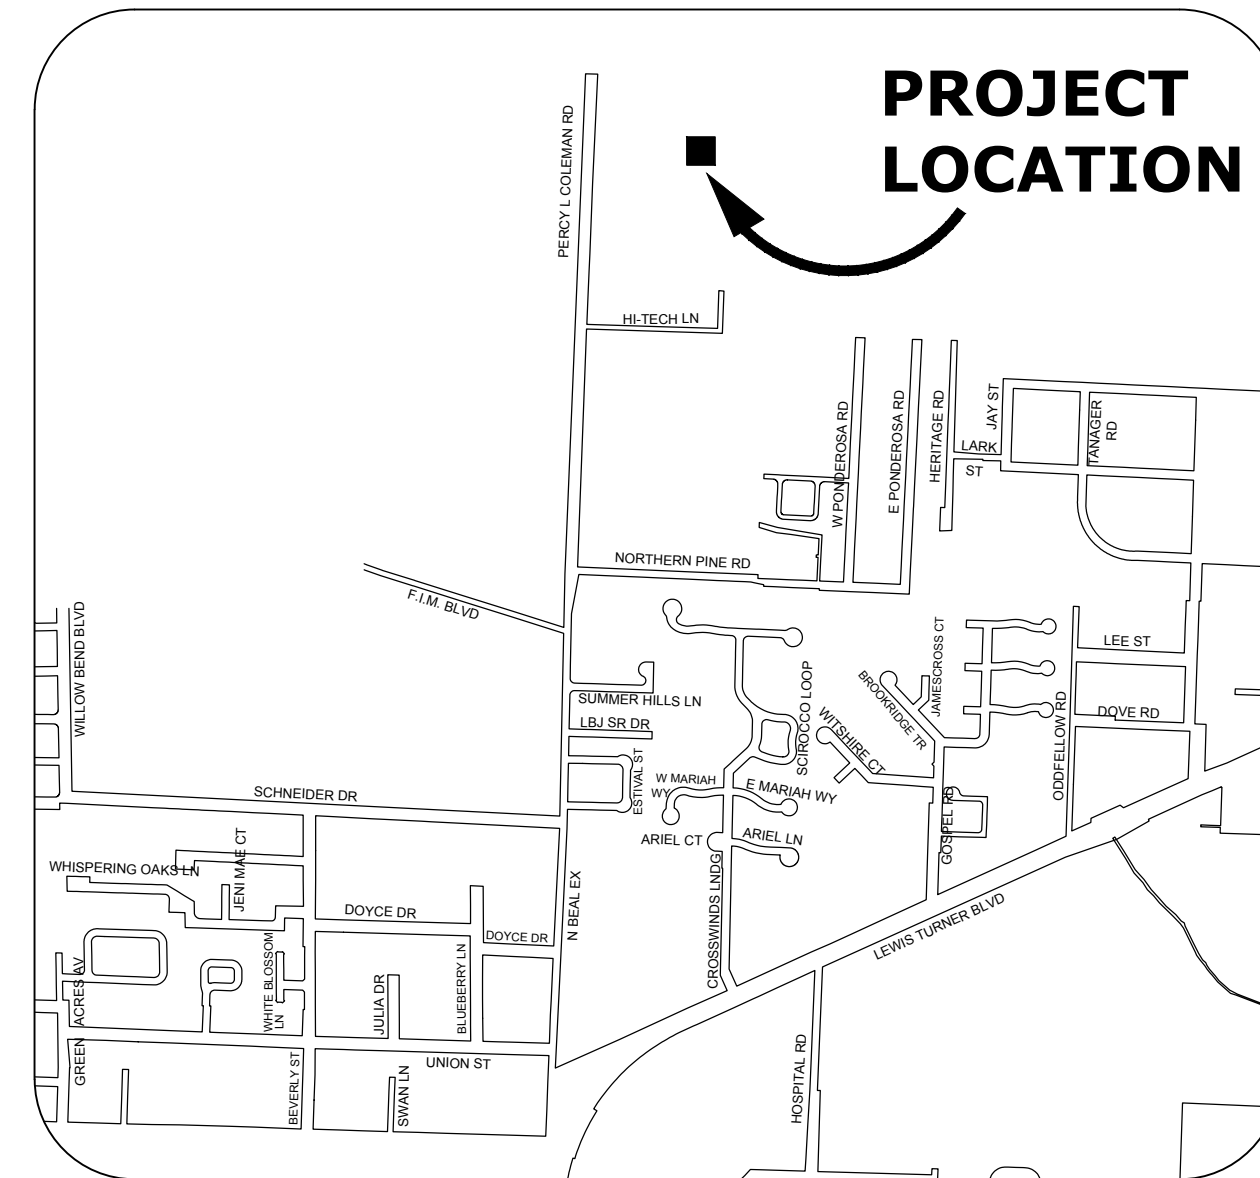 PROJECT
LOCATION
PERCY L COLEMAN RD
HI-TECH LN
W PONDEROSA RD
E PONDEROSA RD
HERITAGE RD
JAY ST
LARK
ST
TANAGER
RD
NORTHERN PINE RD
F.I.M. BLVD
WILLOW BEND BLVD
SUMMER HILLS LN
LBJ SR DR
ESTIVAL ST
SCIROCCO LOOP
WITSHIRE CT
BROOKRIDGE TR
JAMESCROSS CT
LEE ST
DOVE RD
ODDFELLOW RD
SCHNEIDER DR
W MARIAH
WY
E MARIAH WY
ARIEL CT
ARIEL LN
GOSPEL RD
WHISPERING OAKS LN
JENI MAE CT
DOYCE DR
DOYCE DR
N BEAL EX
CROSSWINDS LNDG
LEWIS TURNER BLVD
GREEN ACRES AV
WHITE BLOSSOM
LN
JULIA DR
BLUEBERRY LN
UNION ST
BEVERLY ST
SWAN LN
HOSPITAL RD